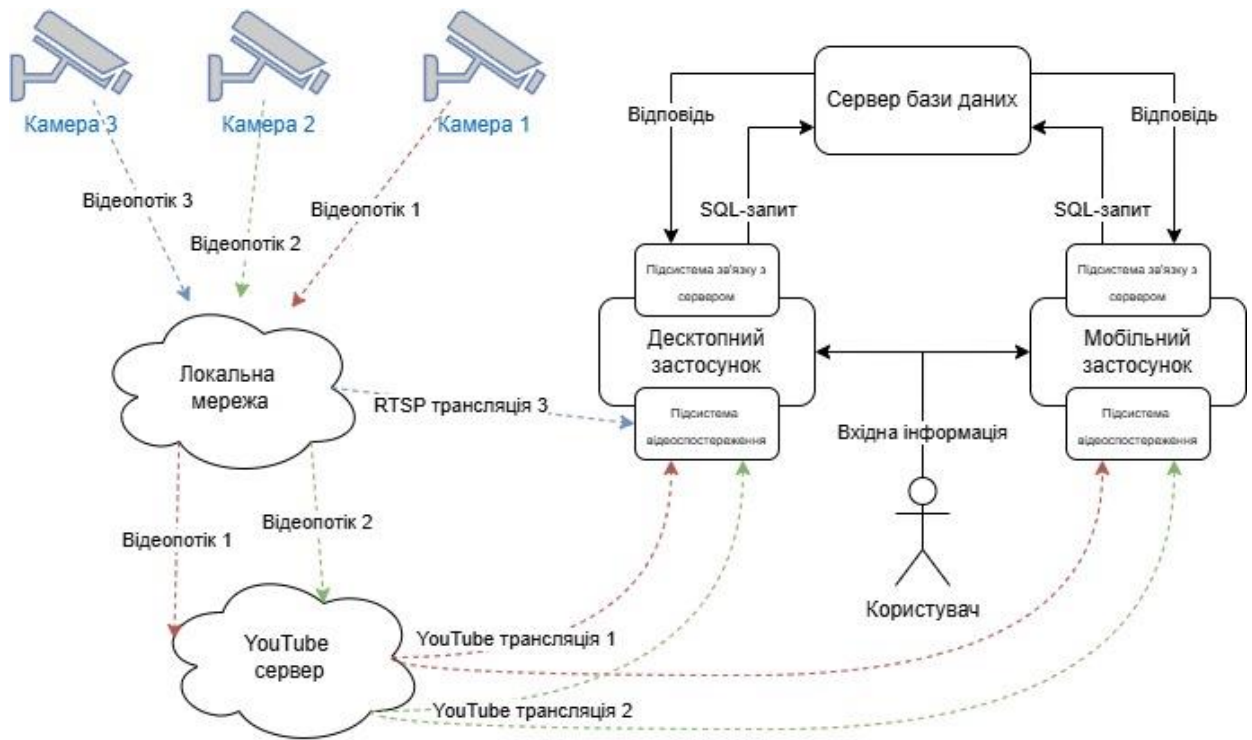 Камера 3
Камера 2
Камера 1
Сервер бази даних
Відповідь
Відповідь
Відеопотік 3
Відеопотік 1
Відеопотік 2
SQL-запит
SQL-запит
Підсистема зв'язку з
сервером
Підсистема зв'язку з
сервером
Десктопний
застосунок
Мобільний
застосунок
Локальна
мережа
RTSP трансляція 3
Підсистема
відеоспостереження
Підсистема
відеоспостереження
Вхідна інформація
Відеопотік 2
Відеопотік 1
Користувач
YouTube трансляція 1
YouTube
сервер
YouTube трансляція 2